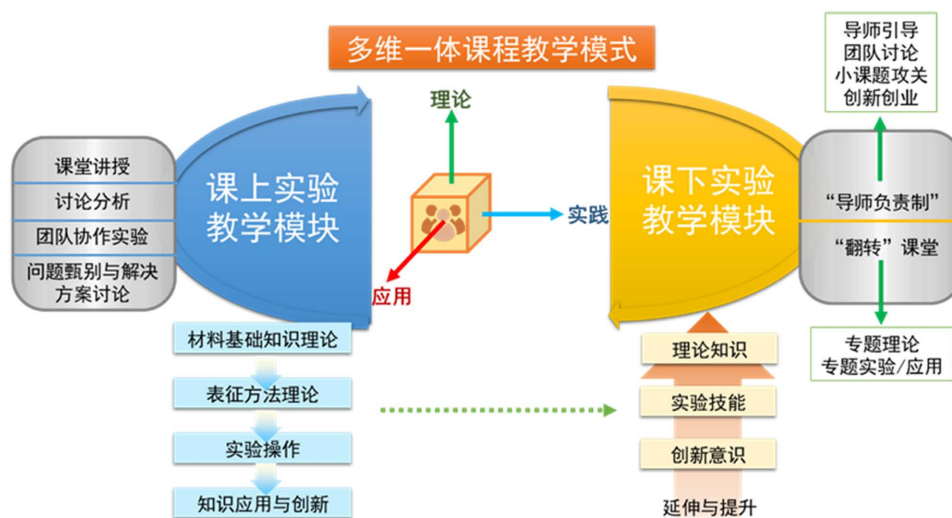 多维一体课程教学模式
理论
实践
应用
课堂讲授
讨论分析
团队协作实验
问题甄别与解决
方案讨论
课上实验
教学模块
材料基础知识理论
表征方法理论
实验操作
知识应用与创新
课下实验
教学模块
导师引导
团队讨论
小课题攻关
创新创业
“导师负责制”
“翻转”课堂
专题理论
专题实验/应用
理论知识
实验技能
创新意识
延伸与提升